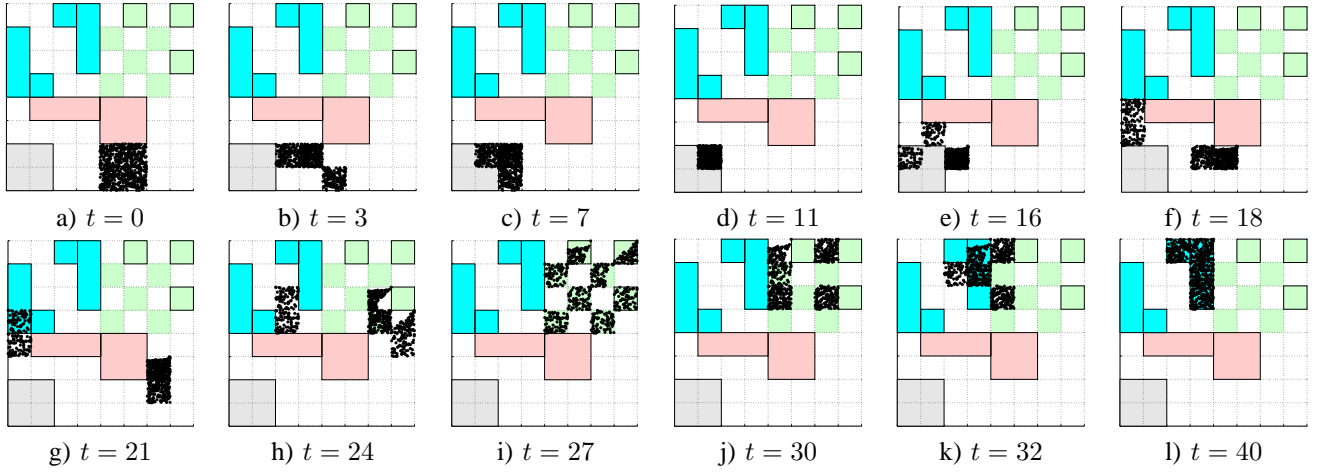 a) t = 0 b) t = 3 c) t = 7 d) t = 11 e) t = 16 f) t = 18
g) t = 21 h) t = 24 i) t = 27 j) t = 30 k) t = 32 l) t = 40